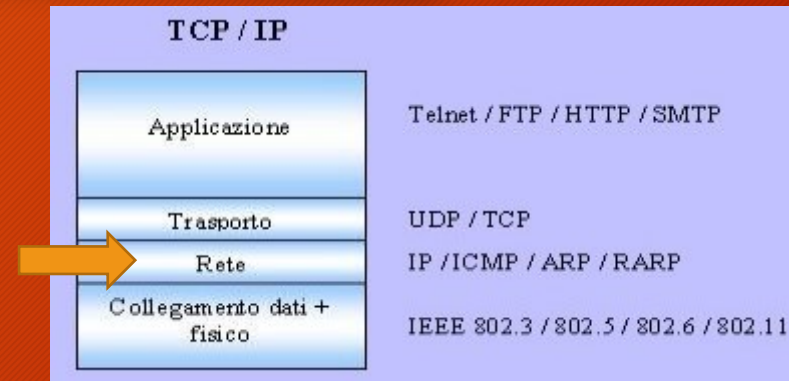 TCP / IP
Applicazione
Telnet / FTP / HTTP / SMTP
Trasporto
UDP / TCP
Rete
IP / ICMP / ARP / RARP
Collegamento dati +
fisico
IEEE 802.3 / 802.5 / 802.6 / 802.11